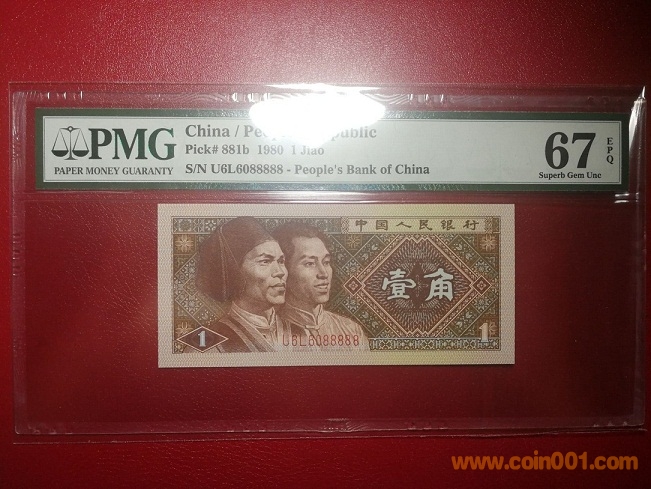 PMG
PAPER MONEY GUARANTY
China / Republic
Pick# 881b 1980 1 Jiao
S/N U6L6088888 - People's Bank of China
67
EPQ
Superb Gem Unc
中国人民银行
壹角
1
U6L6088888
1
www.coin001.com